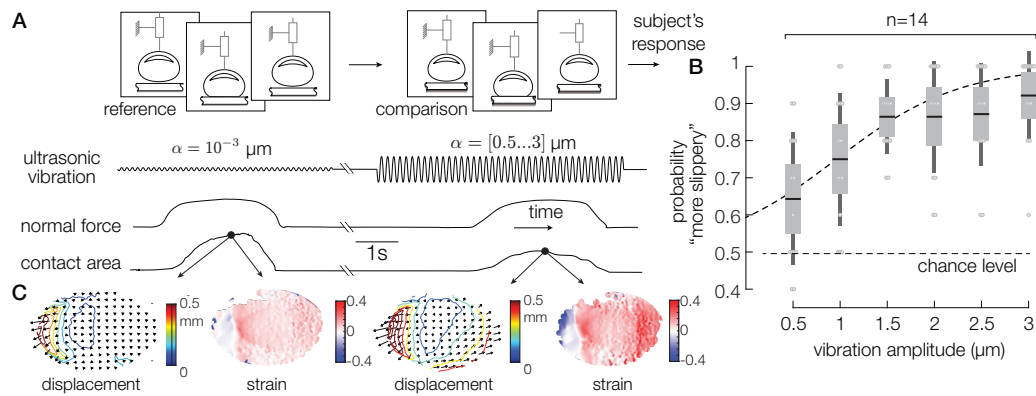 A
reference
comparison
subject's
response
ultrasonic
vibration
α = 10⁻³ μm
α = [0.5...3] μm
normal force
time
contact area
1s
C
0.5
mm
0
displacement
0.4
-0.4
strain
0.5
mm
0
displacement
0.4
-0.4
strain
n=14
B
probability
"more slippery"
1
0.9
0.8
0.7
0.6
0.5
0.4
chance level
0.5 1 1.5 2 2.5 3
vibration amplitude (μm)